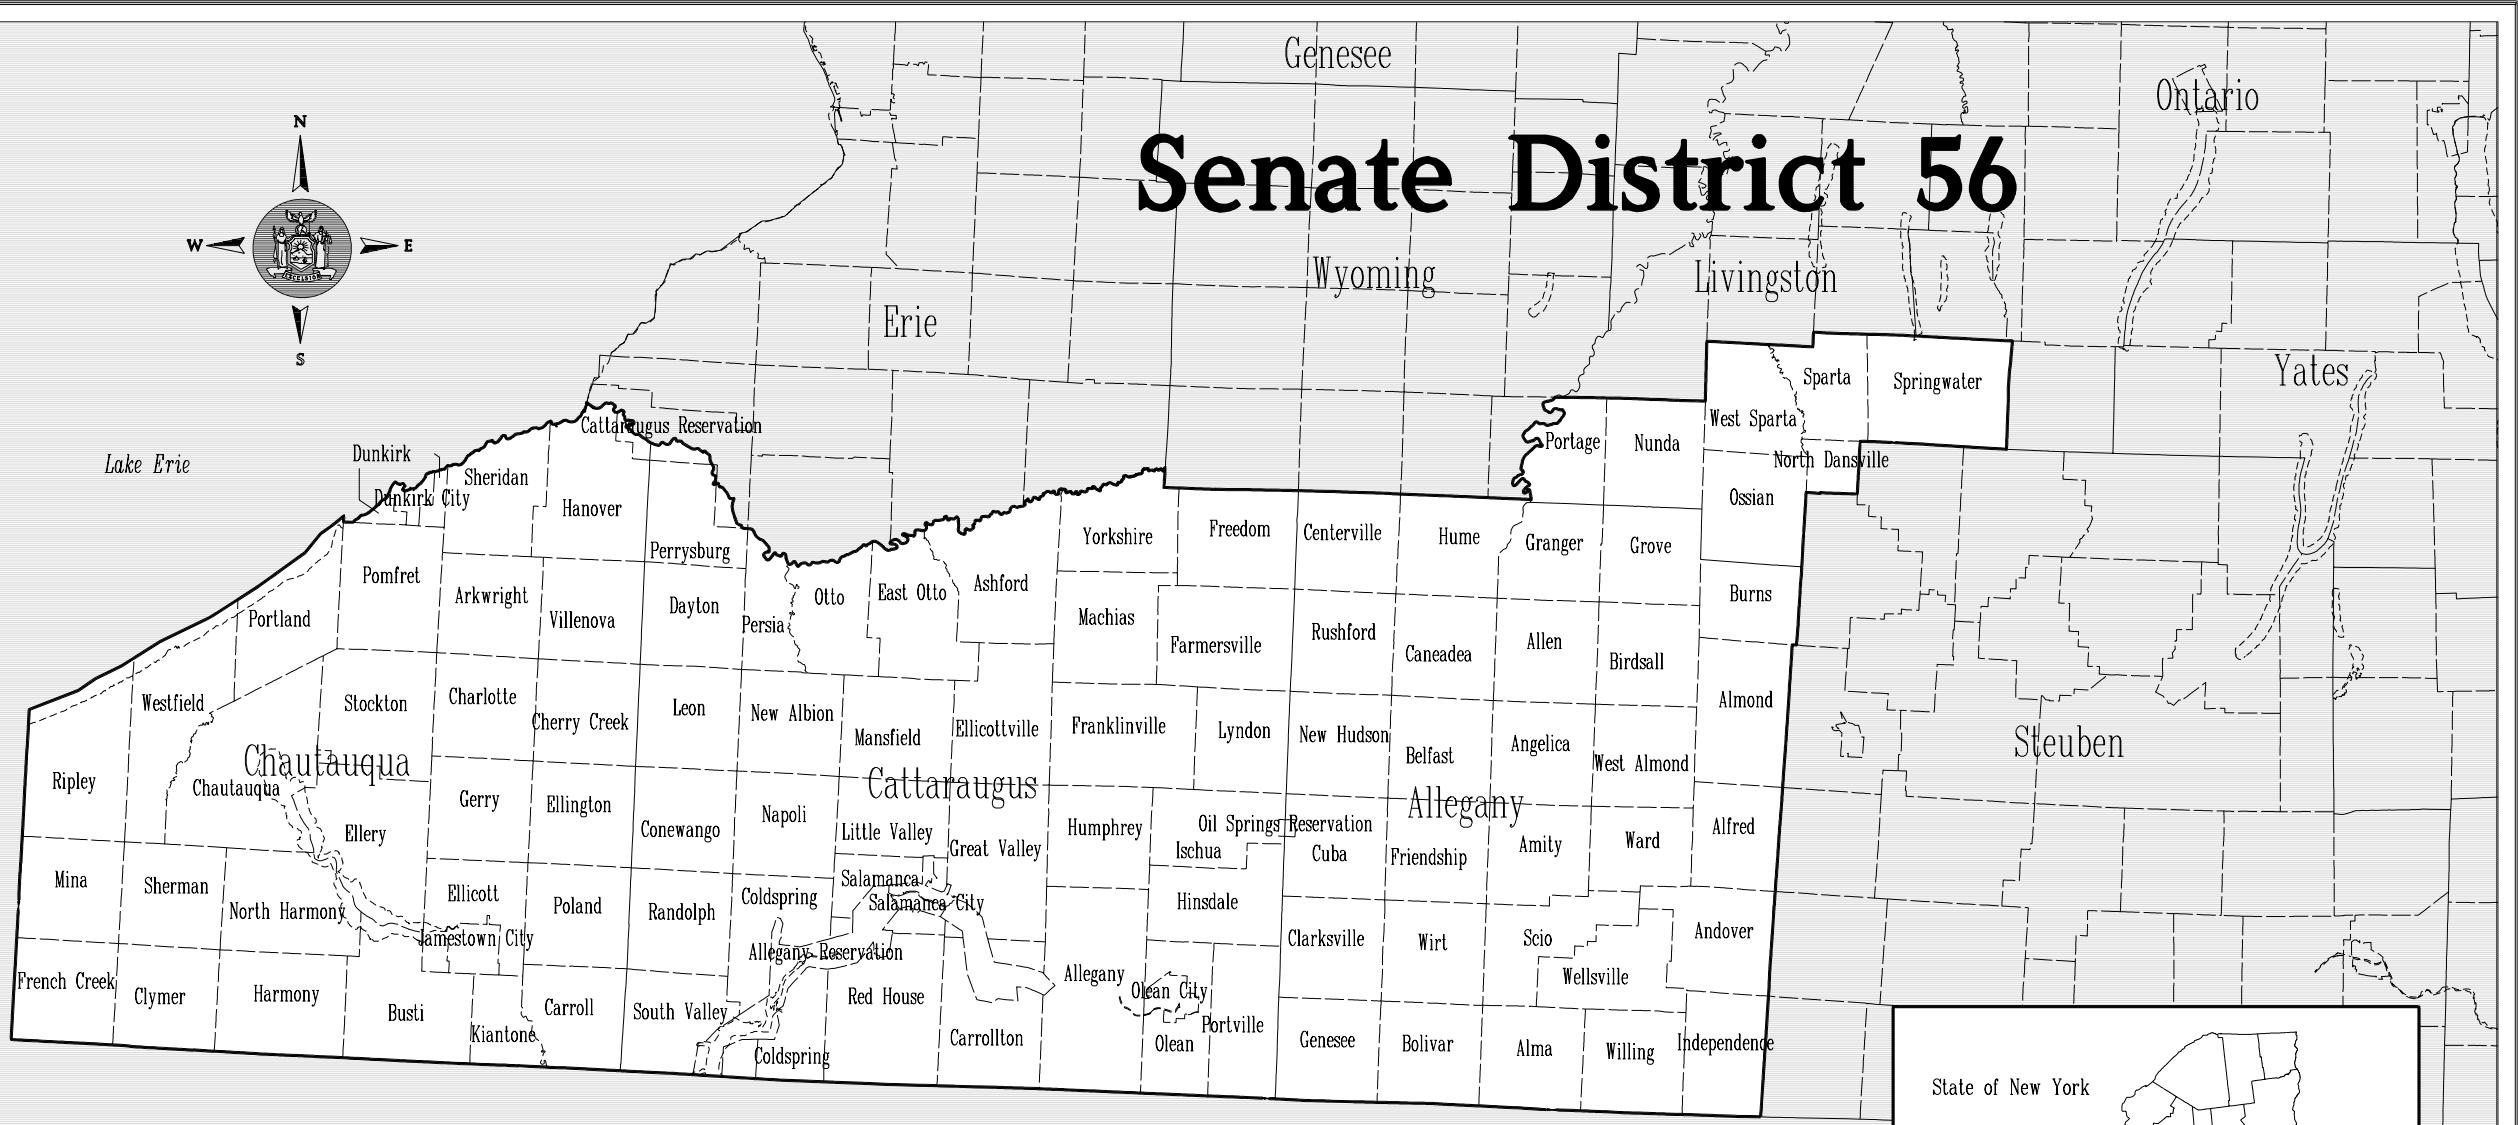 Genesee
Ontario
N
Senate District 56
W
E
EXCELSIOR
Wyoming
Livingston
Erie
S
Yates
Sparta
Springwater
West Sparta
Cattaraugus Reservation
Portage
Nunda
Dunkirk
Lake Erie
North Dansville
Sheridan
Dunkirk City
Ossian
Hanover
Yorkshire
Freedom
Centerville
Hume
Granger
Grove
Perrysburg
Pomfret
Ashford
Arkwright
Otto
East Otto
Burns
Dayton
Portland
Villenova
Persia
Machias
Farmersville
Rushford
Caneadea
Allen
Birdsall
Westfield
Stockton
Charlotte
Cherry Creek
Leon
New Albion
Mansfield
Ellicottville
Franklinville
Lyndon
New Hudson
Belfast
Angelica
West Almond
Almond
Steuben
Chautauqua
Ripley
Chautauqua
Cattaraugus
Allegany
Gerry
Ellington
Napoli
Ellery
Conewango
Little Valley
Great Valley
Humphrey
Oil Springs Reservation
Ischua
Cuba
Friendship
Amity
Ward
Alfred
Mina
Sherman
North Harmony
Ellicott
Poland
Randolph
Coldspring
Salamanca
Salamanca City
Hinsdale
Jamestown City
Allegany Reservation
Clarksville
Wirt
Scio
Andover
French Creek
Clymer
Harmony
Busti
Kiantone
Carroll
South Valley
Red House
Allegany
Olean City
Wellsville
Coldspring
Carrollton
Olean
Portville
Genesee
Bolivar
Alma
Willing
Independence
State of New York